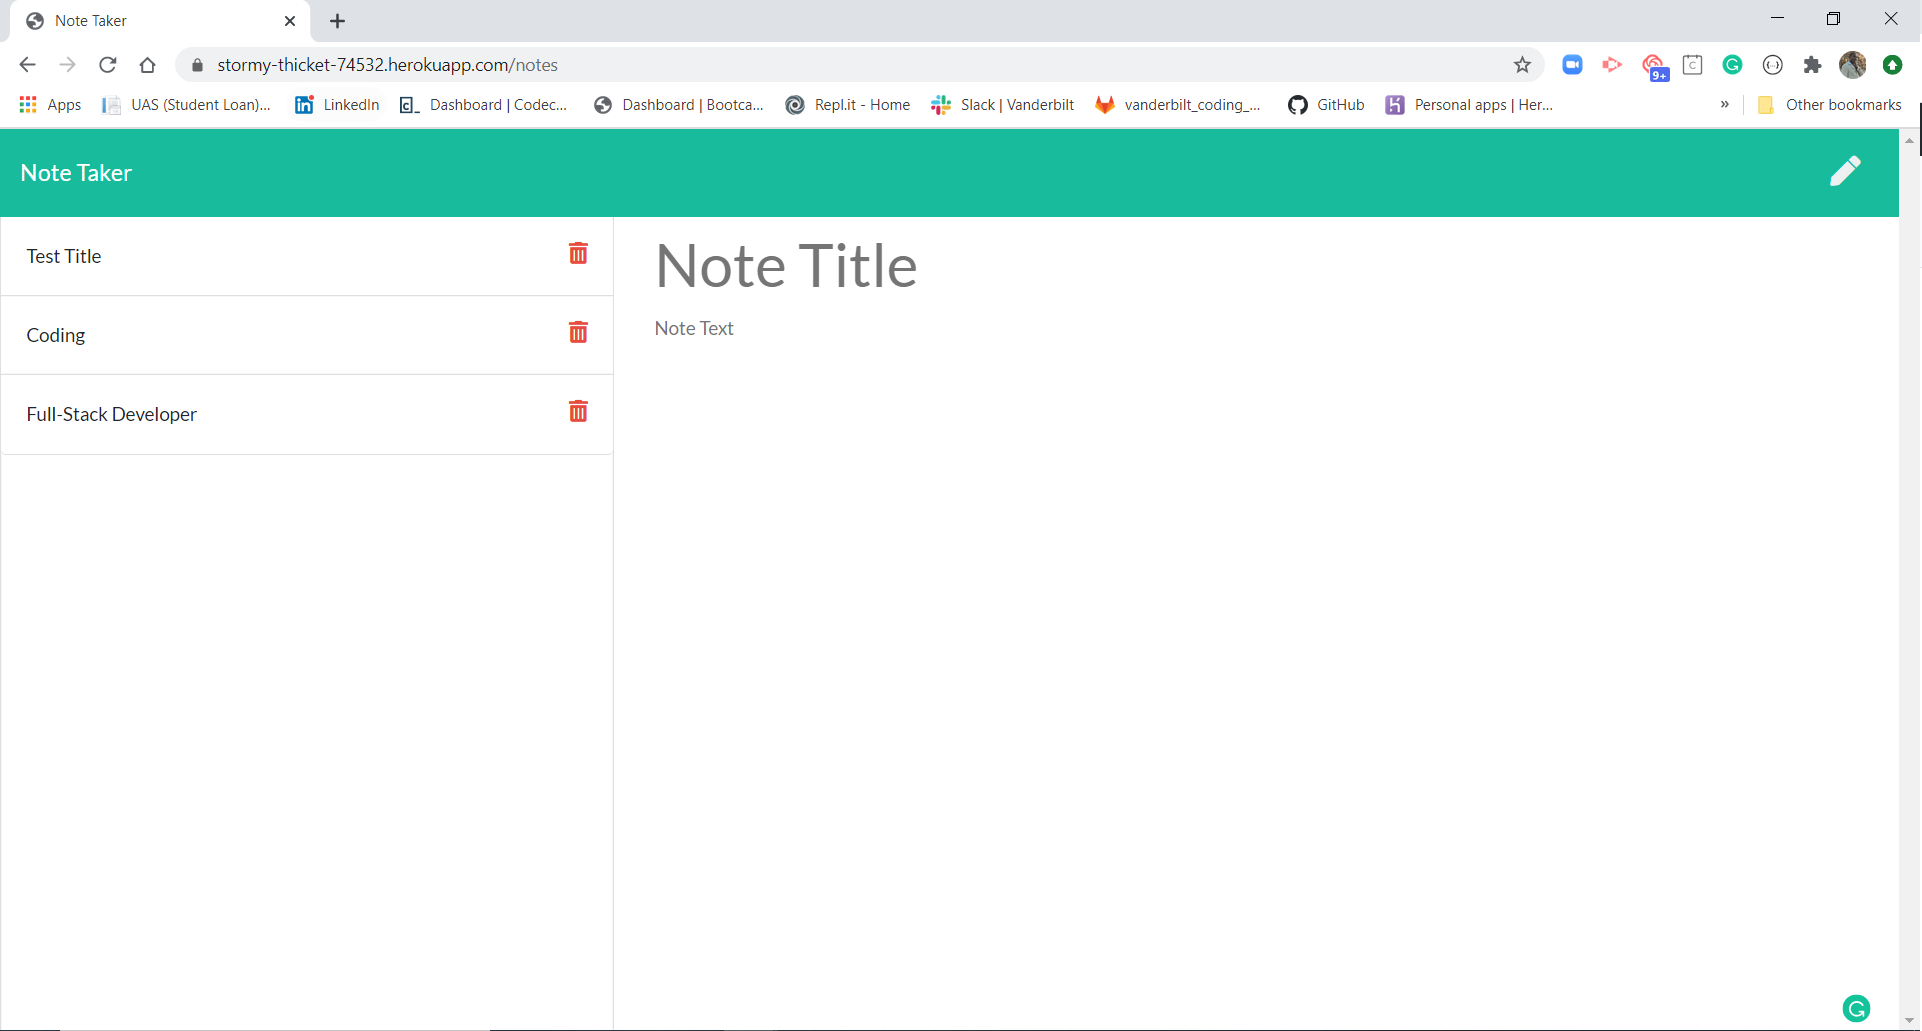 Note Taker
stormy-thicket-74532.herokuapp.com/notes
9+
Apps UAS (Student Loan)... LinkedIn Dashboard | Codec... Dashboard | Bootca... Repl.it - Home Slack | Vanderbilt vanderbilt_coding_... GitHub Personal apps | Her... » Other bookmarks
Note Taker
Test Title
Coding
Full-Stack Developer
Note Title
Note Text